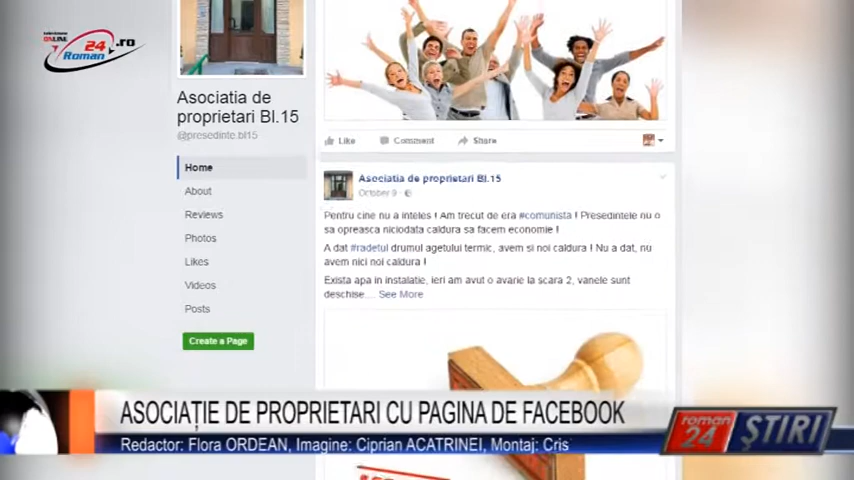 televiziune
ONLINE
Roman 24 .ro
Asociatia de
proprietari Bl.15
@presedinte.bl15
Home
About
Reviews
Photos
Likes
Videos
Posts
Create a Page
Like Comment Share
Asociatia de proprietari Bl.15
October 9
Pentru cine nu a inteles ! Am trecut de era #comunista ! Presedintele nu o
sa opreasca niciodata caldura sa facem economie !
A dat #radetul drumul agetului termic, avem si noi caldura ! Nu a dat, nu
avem nici noi caldura !
Exista apa in instalatie, ieri am avut o avarie la scara 2, vanele sunt
deschise.... See More
ASOCIAȚIE DE PROPRIETARI CU PAGINA DE FACEBOOK
Redactor: Flora ORDEAN, Imagine: Ciprian ACATRINEI, Montaj: Cris
roman
24 ȘTIRI